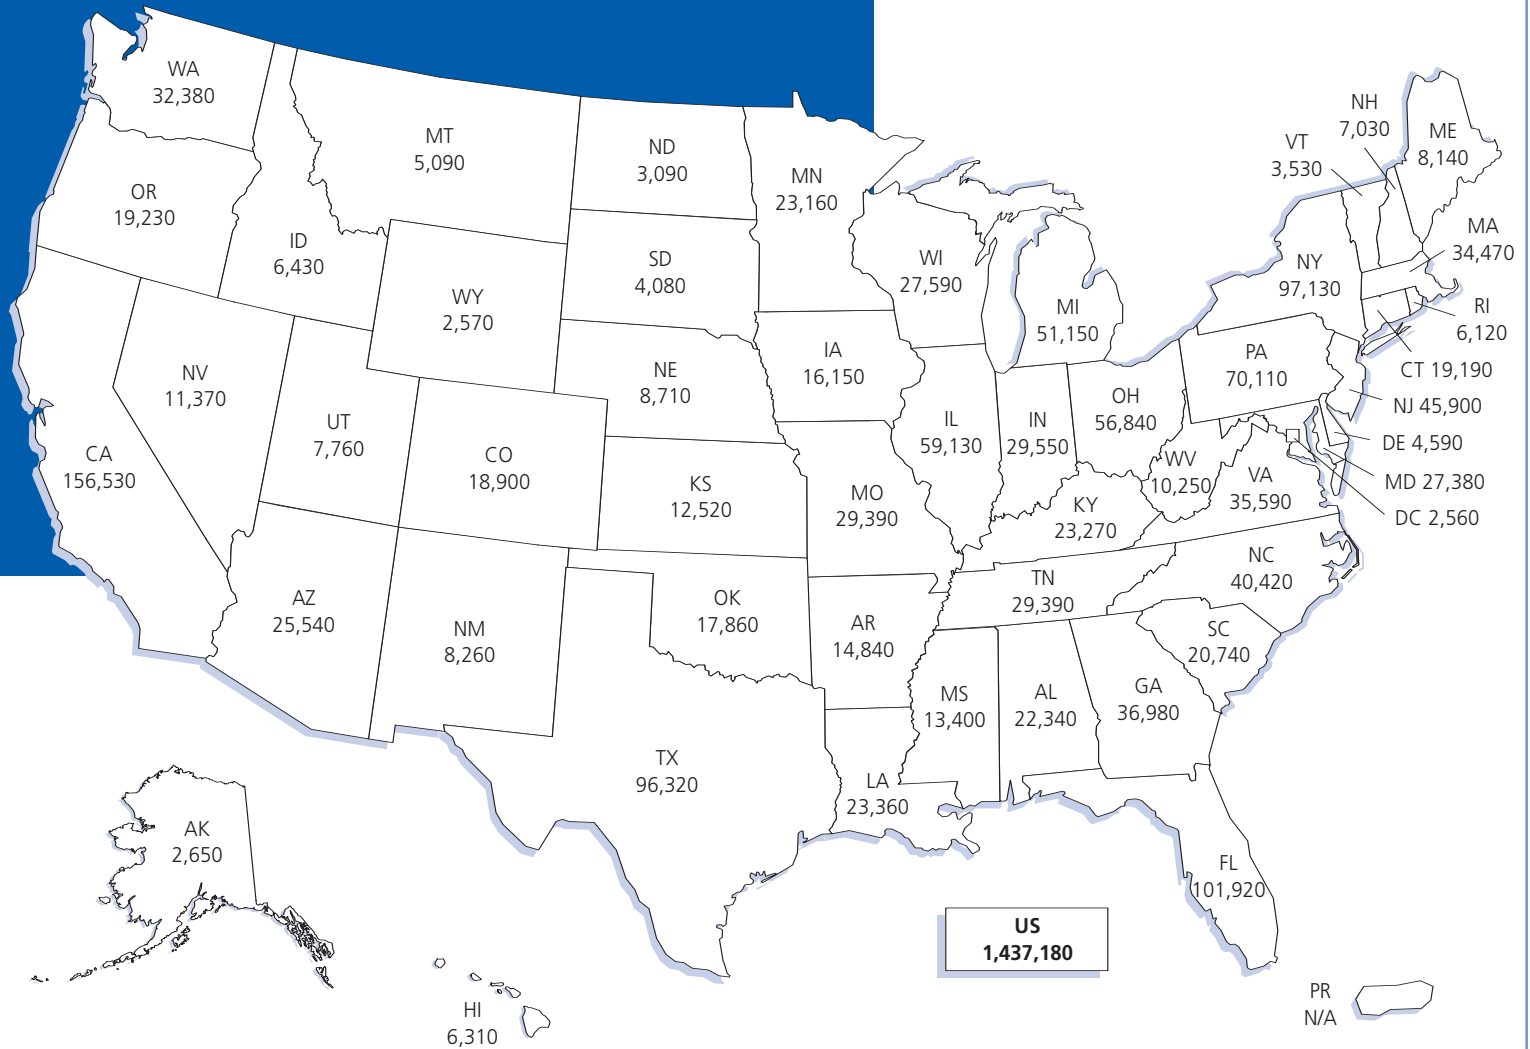 WA
32,380
OR
19,230
CA
156,530
ID
6,430
NV
11,370
MT
5,090
WY
2,570
UT
7,760
AZ
25,540
CO
18,900
NM
8,260
ND
3,090
SD
4,080
NE
8,710
KS
12,520
OK
17,860
TX
96,320
MN
23,160
IA
16,150
MO
29,390
AR
14,840
LA
23,360
WI
27,590
IL
59,130
MI
51,150
IN
29,550
OH
56,840
KY
23,270
TN
29,390
MS
13,400
AL
22,340
GA
36,980
FL
101,920
SC
20,740
NC
40,420
VA
35,590
WV
10,250
PA
70,110
NY
97,130
VT
3,530
NH
7,030
ME
8,140
MA
34,470
RI
6,120
CT 19,190
NJ 45,900
DE 4,590
MD 27,380
DC 2,560
AK
2,650
HI
6,310
US
1,437,180
PR
N/A